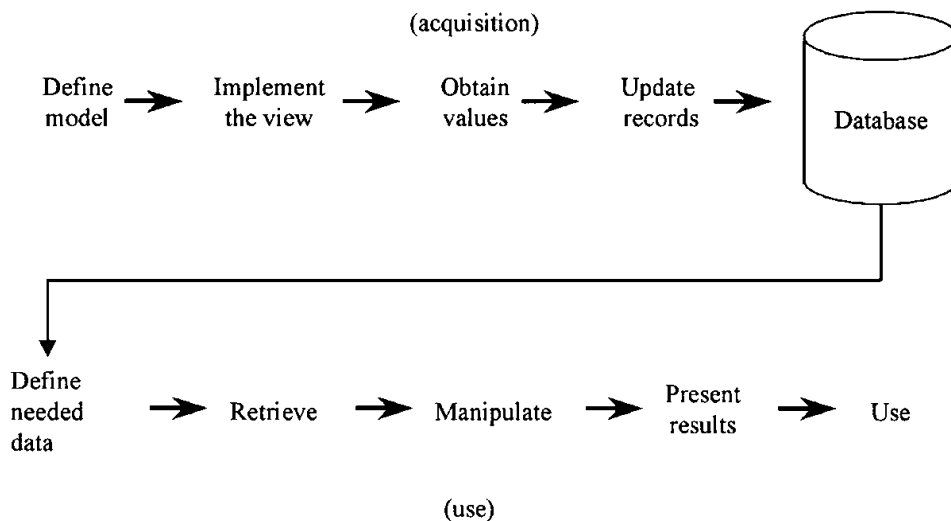 (acquisition)
Define
model
Implement
the view
Obtain
values
Update
records
Database
Define
needed
data
Retrieve
Manipulate
Present
results
Use
(use)